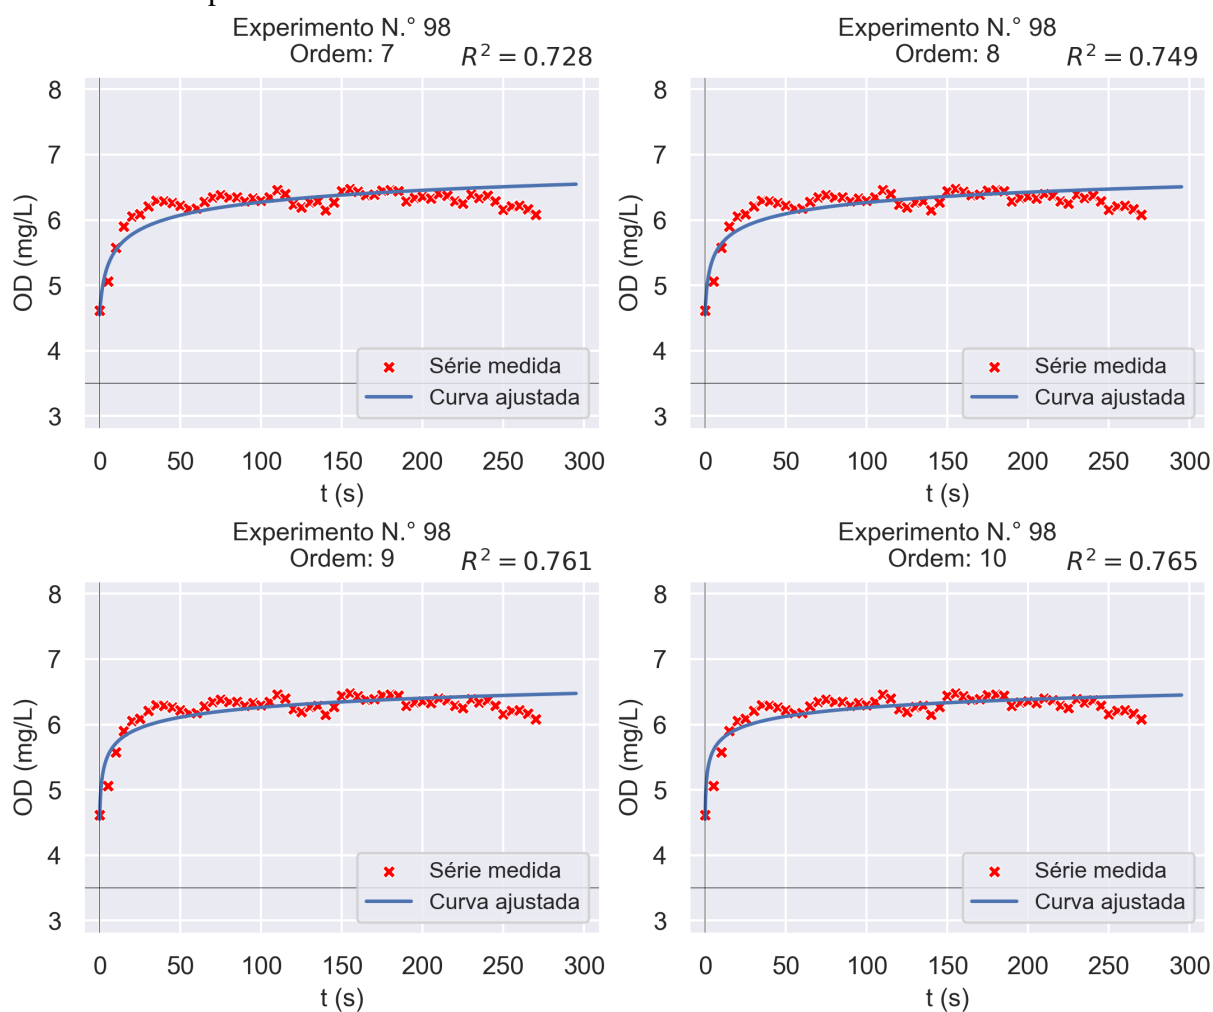 Experimento N.° 98
Ordem: 7 R² = 0.728
8
7
6
5
4
3
OD (mg/L)
Série medida
Curva ajustada
0 50 100 150 200 250 300
t (s)
Experimento N.° 98
Ordem: 8 R² = 0.749
8
7
6
5
4
3
OD (mg/L)
Série medida
Curva ajustada
0 50 100 150 200 250 300
t (s)
Experimento N.° 98
Ordem: 9 R² = 0.761
8
7
6
5
4
3
OD (mg/L)
Série medida
Curva ajustada
0 50 100 150 200 250 300
t (s)
Experimento N.° 98
Ordem: 10 R² = 0.765
8
7
6
5
4
3
OD (mg/L)
Série medida
Curva ajustada
0 50 100 150 200 250 300
t (s)